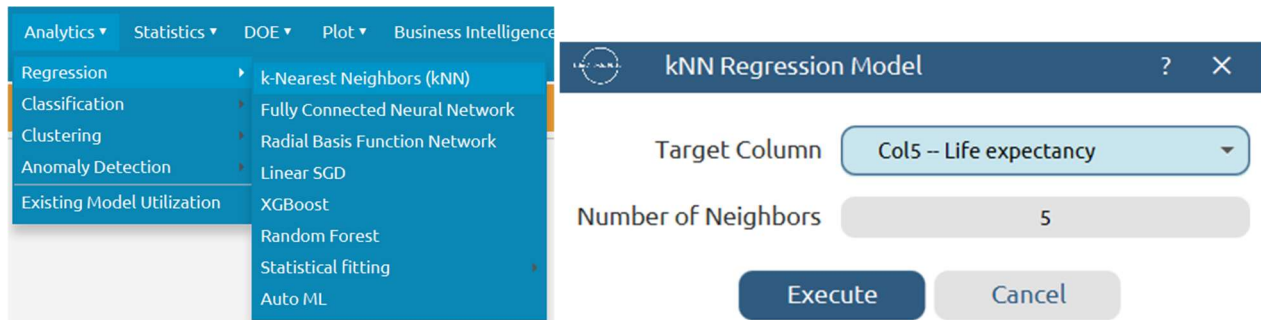 Analytics ▾ Statistics ▾ DOE ▾ Plot ▾ Business Intelligence
Regression
Classification
Clustering
Anomaly Detection
Existing Model Utilization
k-Nearest Neighbors (kNN)
Fully Connected Neural Network
Radial Basis Function Network
Linear SGD
XGBoost
Random Forest
Statistical fitting
Auto ML
kNN Regression Model ? ×
Target Column Col5 -- Life expectancy
Number of Neighbors 5
Execute Cancel